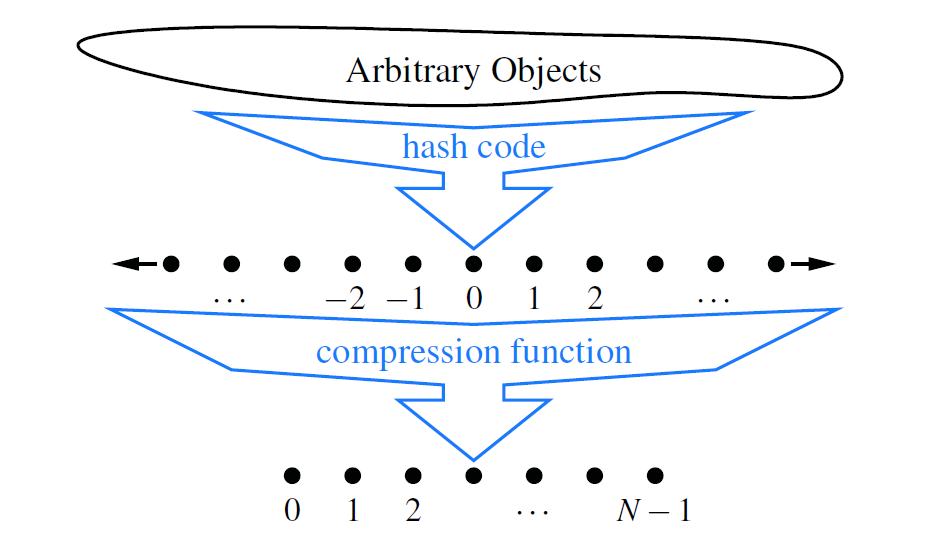 Arbitrary Objects
hash code
⋯ −2 −1 0 1 2 ⋯
compression function
0 1 2 ⋯ N − 1